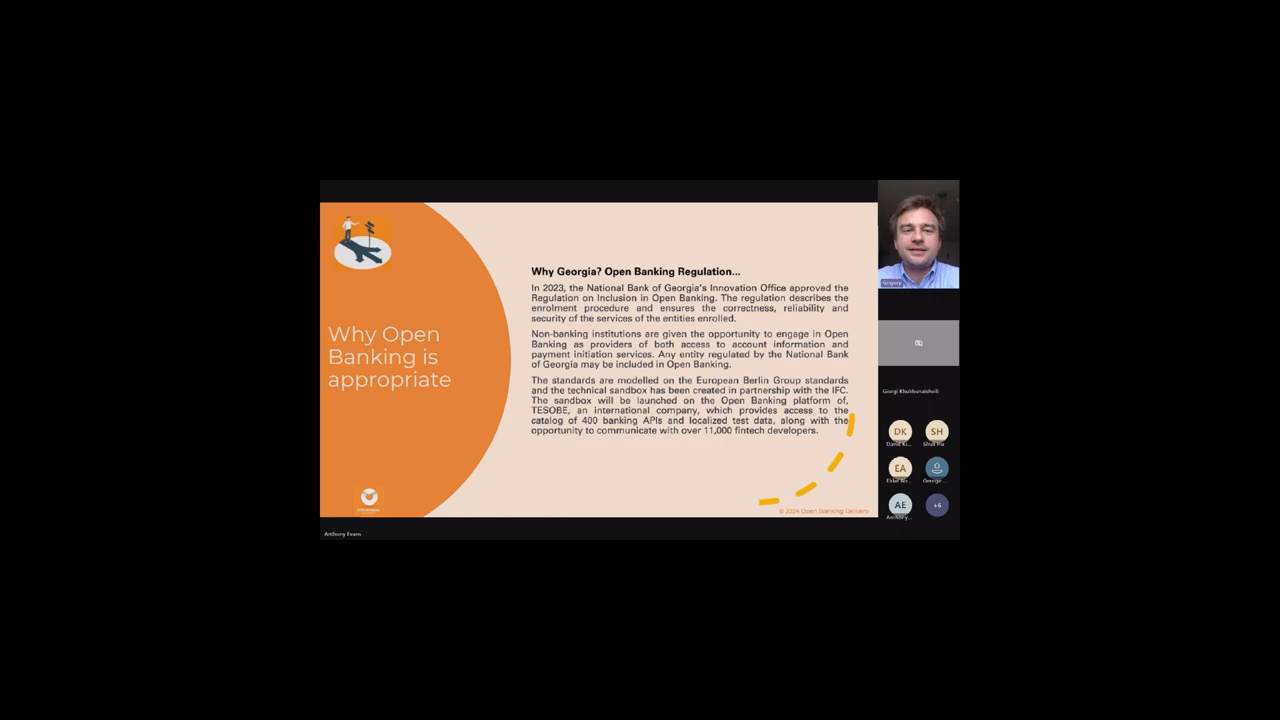 Why Open
Banking is
appropriate
Why Georgia? Open Banking Regulation...
In 2023, the National Bank of Georgia's Innovation Office approved the
Regulation on Inclusion in Open Banking. The regulation describes the
enrolment procedure and ensures the correctness, reliability and
security of the services of the entities enrolled.
Non-banking institutions are given the opportunity to engage in Open
Banking as providers of both access to account information and
payment initiation services. Any entity regulated by the National Bank
of Georgia may be included in Open Banking.
The standards are modelled on the European Berlin Group standards
and the technical sandbox has been created in partnership with the IFC.
The sandbox will be launched on the Open Banking platform of,
TESOBE, an international company, which provides access to the
catalog of 400 banking APIs and localized test data, along with the
opportunity to communicate with over 11,000 fintech developers.
© 2024 Open Banking Delivery
Anthony Evans
Grigory
Giorgi Khukhunaishvili
DK
SH
EA
AE
+6